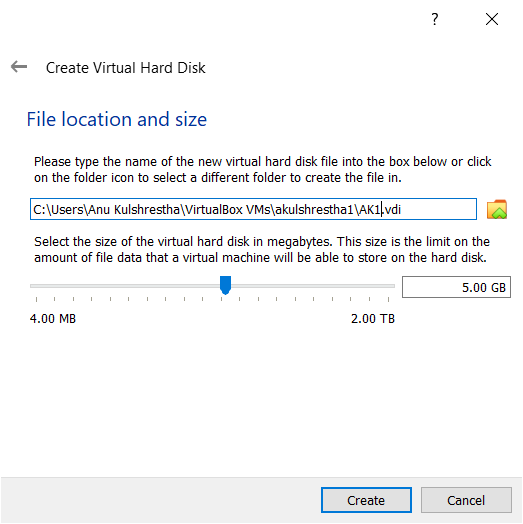 ?
Create Virtual Hard Disk
File location and size
Please type the name of the new virtual hard disk file into the box below or click
on the folder icon to select a different folder to create the file in.
C:\Users\Anu Kulshrestha\VirtualBox VMs\akulshrestha1\AK1.vdi
Select the size of the virtual hard disk in megabytes. This size is the limit on the
amount of file data that a virtual machine will be able to store on the hard disk.
5.00 GB
4.00 MB 2.00 TB
Create Cancel